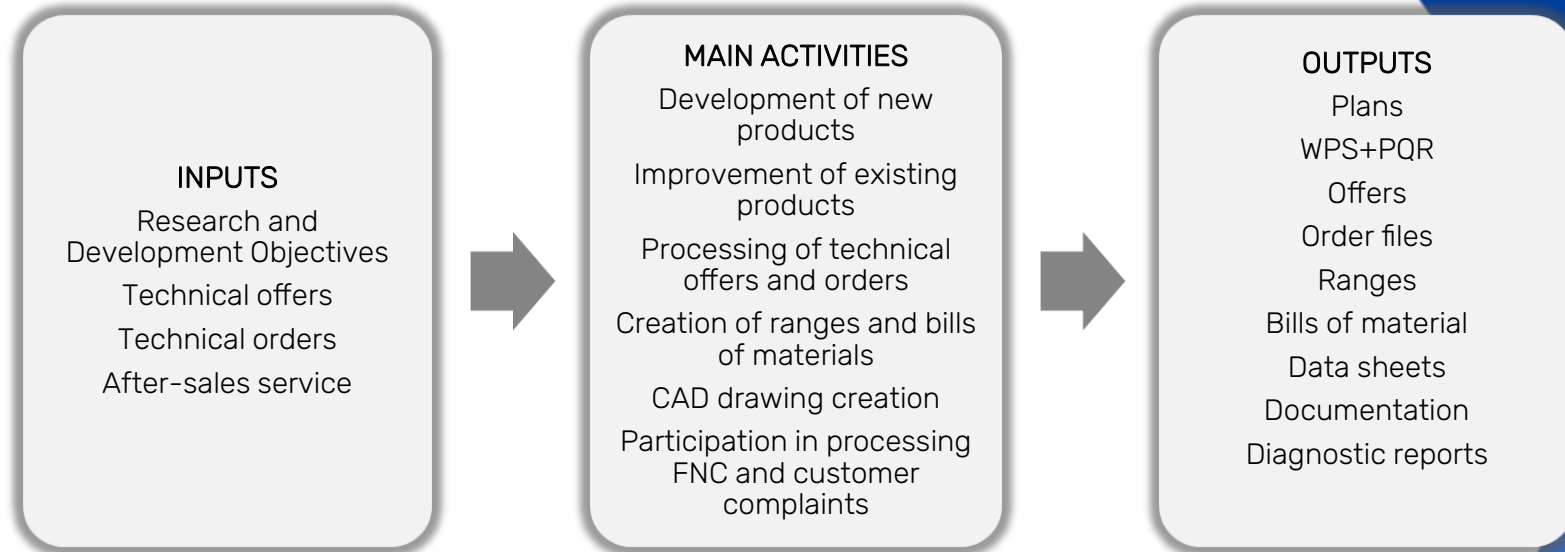 INPUTS
Research and
Development Objectives
Technical offers
Technical orders
After-sales service
MAIN ACTIVITIES
Development of new
products
Improvement of existing
products
Processing of technical
offers and orders
Creation of ranges and bills
of materials
CAD drawing creation
Participation in processing
FNC and customer
complaints
OUTPUTS
Plans
WPS+PQR
Offers
Order files
Ranges
Bills of material
Data sheets
Documentation
Diagnostic reports